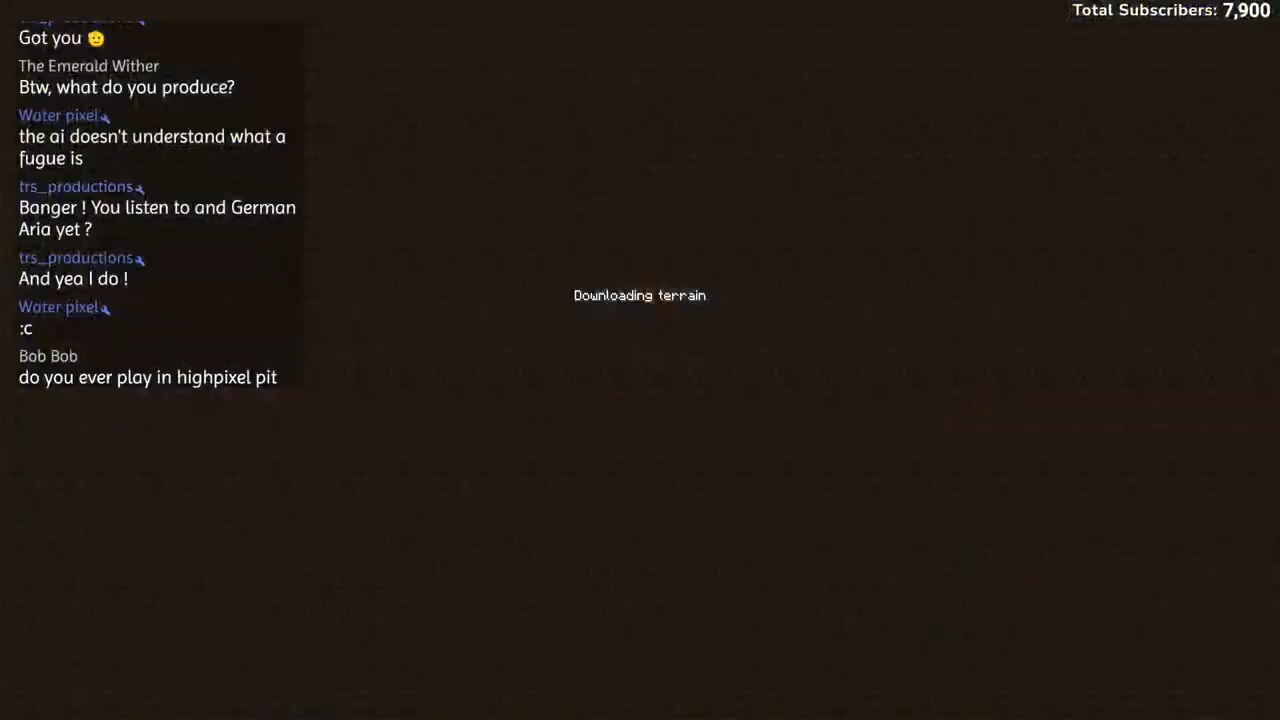 Total Subscribers: 7,900
Got you 🫡
The Emerald Wither
Btw, what do you produce?
Water pixel
the ai doesn't understand what a
fugue is
trs_productions
Banger ! You listen to and German
Aria yet ?
trs_productions
And yea I do !
Water pixel
:c
Bob Bob
do you ever play in highpixel pit
Downloading terrain